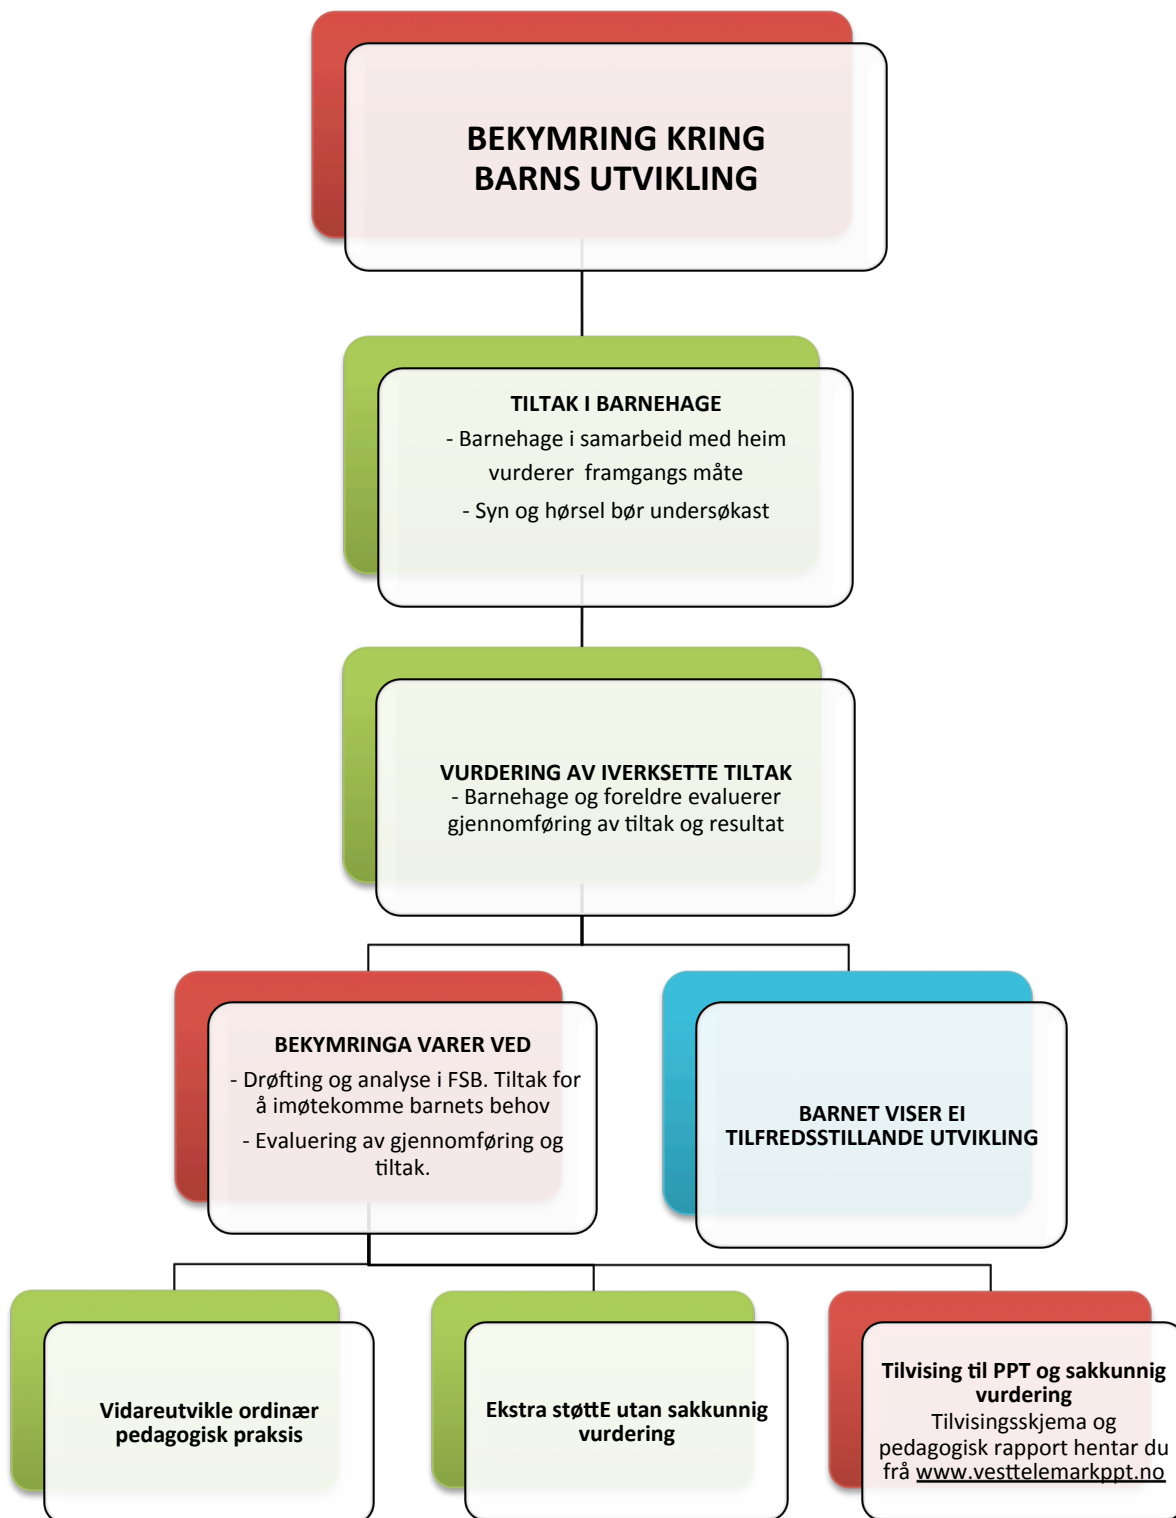 BEKYMRING KRING
BARNS UTVIKLING
TILTAK I BARNEHAGE
- Barnehage i samarbeid med heim
vurderer framgangs måte
- Syn og hørsel bør undersøkast
VURDERING AV IVERKSETTE TILTAK
- Barnehage og foreldre evaluerer
gjennomføring av tiltak og resultat
BEKYMRINGA VARER VED
- Drøfting og analyse i FSB. Tiltak for
å imøtekomme barnets behov
- Evaluering av gjennomføring og
tiltak.
BARNET VISER EI
TILFREDSSTILLANDE UTVIKLING
Vidareutvikle ordinær
pedagogisk praksis
Ekstra støttE utan sakkunnig
vurdering
Tilvising til PPT og sakkunnig
vurdering
Tilvisingsskjema og
pedagogisk rapport hentar du
frå www.vesttelemarkppt.no